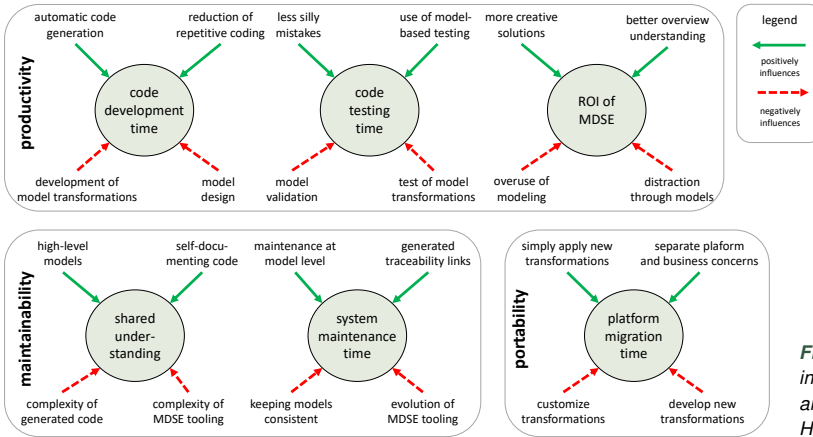 automatic code
generation
reduction of
repetitive coding
less silly
mistakes
use of model-
based testing
more creative
solutions
better overview
understanding
productivity
code
development
time
code
testing
time
ROI of
MDSE
development of
model transformations
model
design
model
validation
test of model
transformations
overuse of
modeling
distraction
through models
legend
positively
influences
negatively
influences
high-level
models
self-docu-
menting code
maintenance at
model level
generated
traceability links
maintainability
shared
under-
standing
system
maintenance
time
complexity of
generated code
complexity of
MDSE tooling
keeping models
consistent
evolution of
MDSE tooling
simply apply new
transformations
separate plaform
and business concerns
portability
platform
migration
time
customize
transformations
develop new
transformations